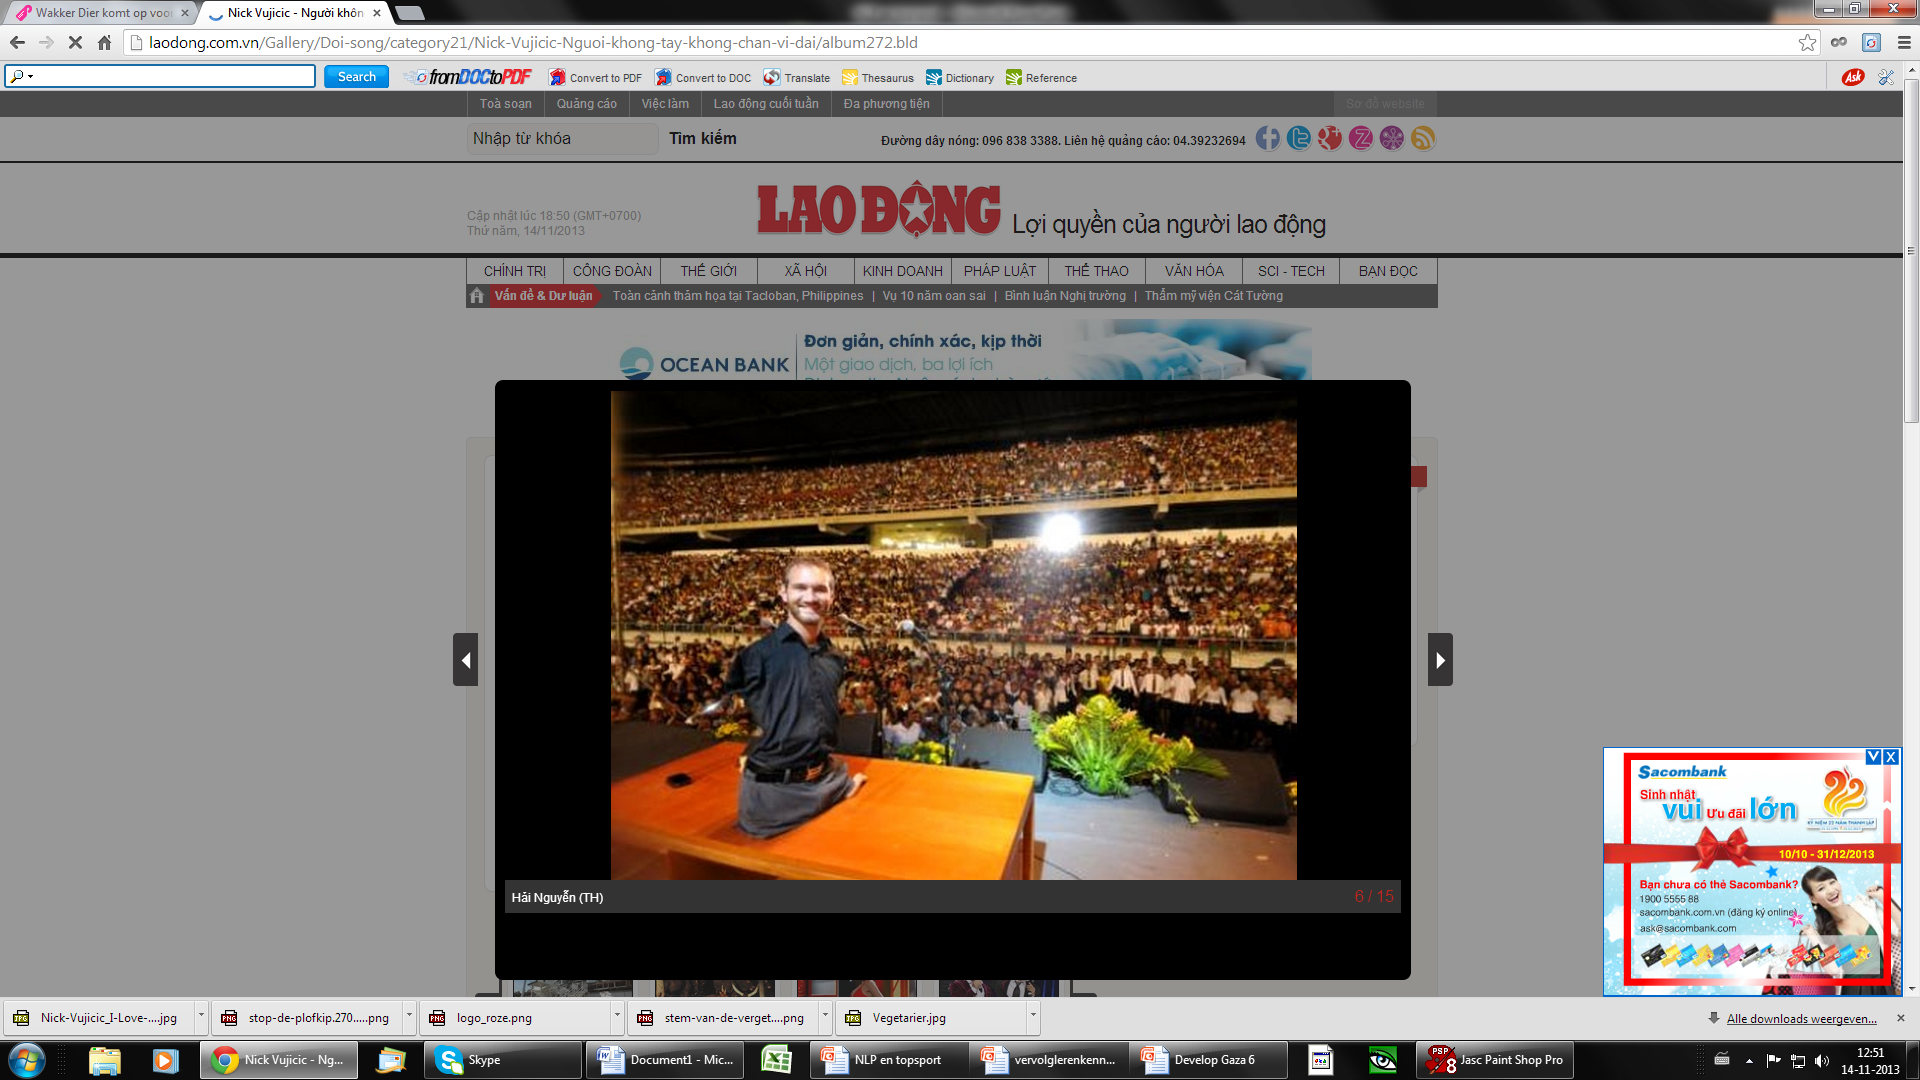 Wakker Dier komt op voor
Nick Vujicic - Người khôn
laodong.com.vn/Gallery/Doi-song/category21/Nick-Vujicic-Nguoi-khong-tay-khong-chan-vi-dai/album272.bld
Search
fromDOCtoPDF
Convert to PDF
Convert to DOC
Translate
Thesaurus
Dictionary
Reference
Ask
Toà soạn
Quảng cáo
Việc làm
Lao động cuối tuần
Đa phương tiện
Sơ đồ website
Nhập từ khóa
Tìm kiếm
Đường dây nóng: 096 838 3388. Liên hệ quảng cáo: 04.39232694
Cập nhật lúc 18:50 (GMT+0700)
Thứ năm, 14/11/2013
LAO ĐỘNG
Lợi quyền của người lao động
CHÍNH TRỊ
CÔNG ĐOÀN
THẾ GIỚI
XÃ HỘI
KINH DOANH
PHÁP LUẬT
THỂ THAO
VĂN HÓA
SCI - TECH
BẠN ĐỌC
Vấn đề & Dư luận
Toàn cảnh thảm họa tại Tacloban, Philippines | Vụ 10 năm oan sai | Bình luận Nghị trường | Thẩm mỹ viện Cát Tường
OCEAN BANK
Đơn giản, chính xác, kịp thời
Một giao dịch, ba lợi ích
Hải Nguyễn (TH)
6 / 15
Sacombank
Sinh nhật
vui Ưu đãi lớn
22
10/10 - 31/12/2013
Bạn chưa có thẻ Sacombank?
1900 5555 88
sacombank.com.vn (đăng ký online)
ask@sacombank.com
Nick-Vujicic_I-Love-....jpg
stop-de-plofkip.270.....png
logo_roze.png
stem-van-de-verget....png
Vegetarier.jpg
Alle downloads weergeven...
Nick Vujicic - Ng...
Skype
Document1 - Mic...
NLP en topsport
vervolglerenkenn...
Develop Gaza 6
Jasc Paint Shop Pro
12:51
14-11-2013